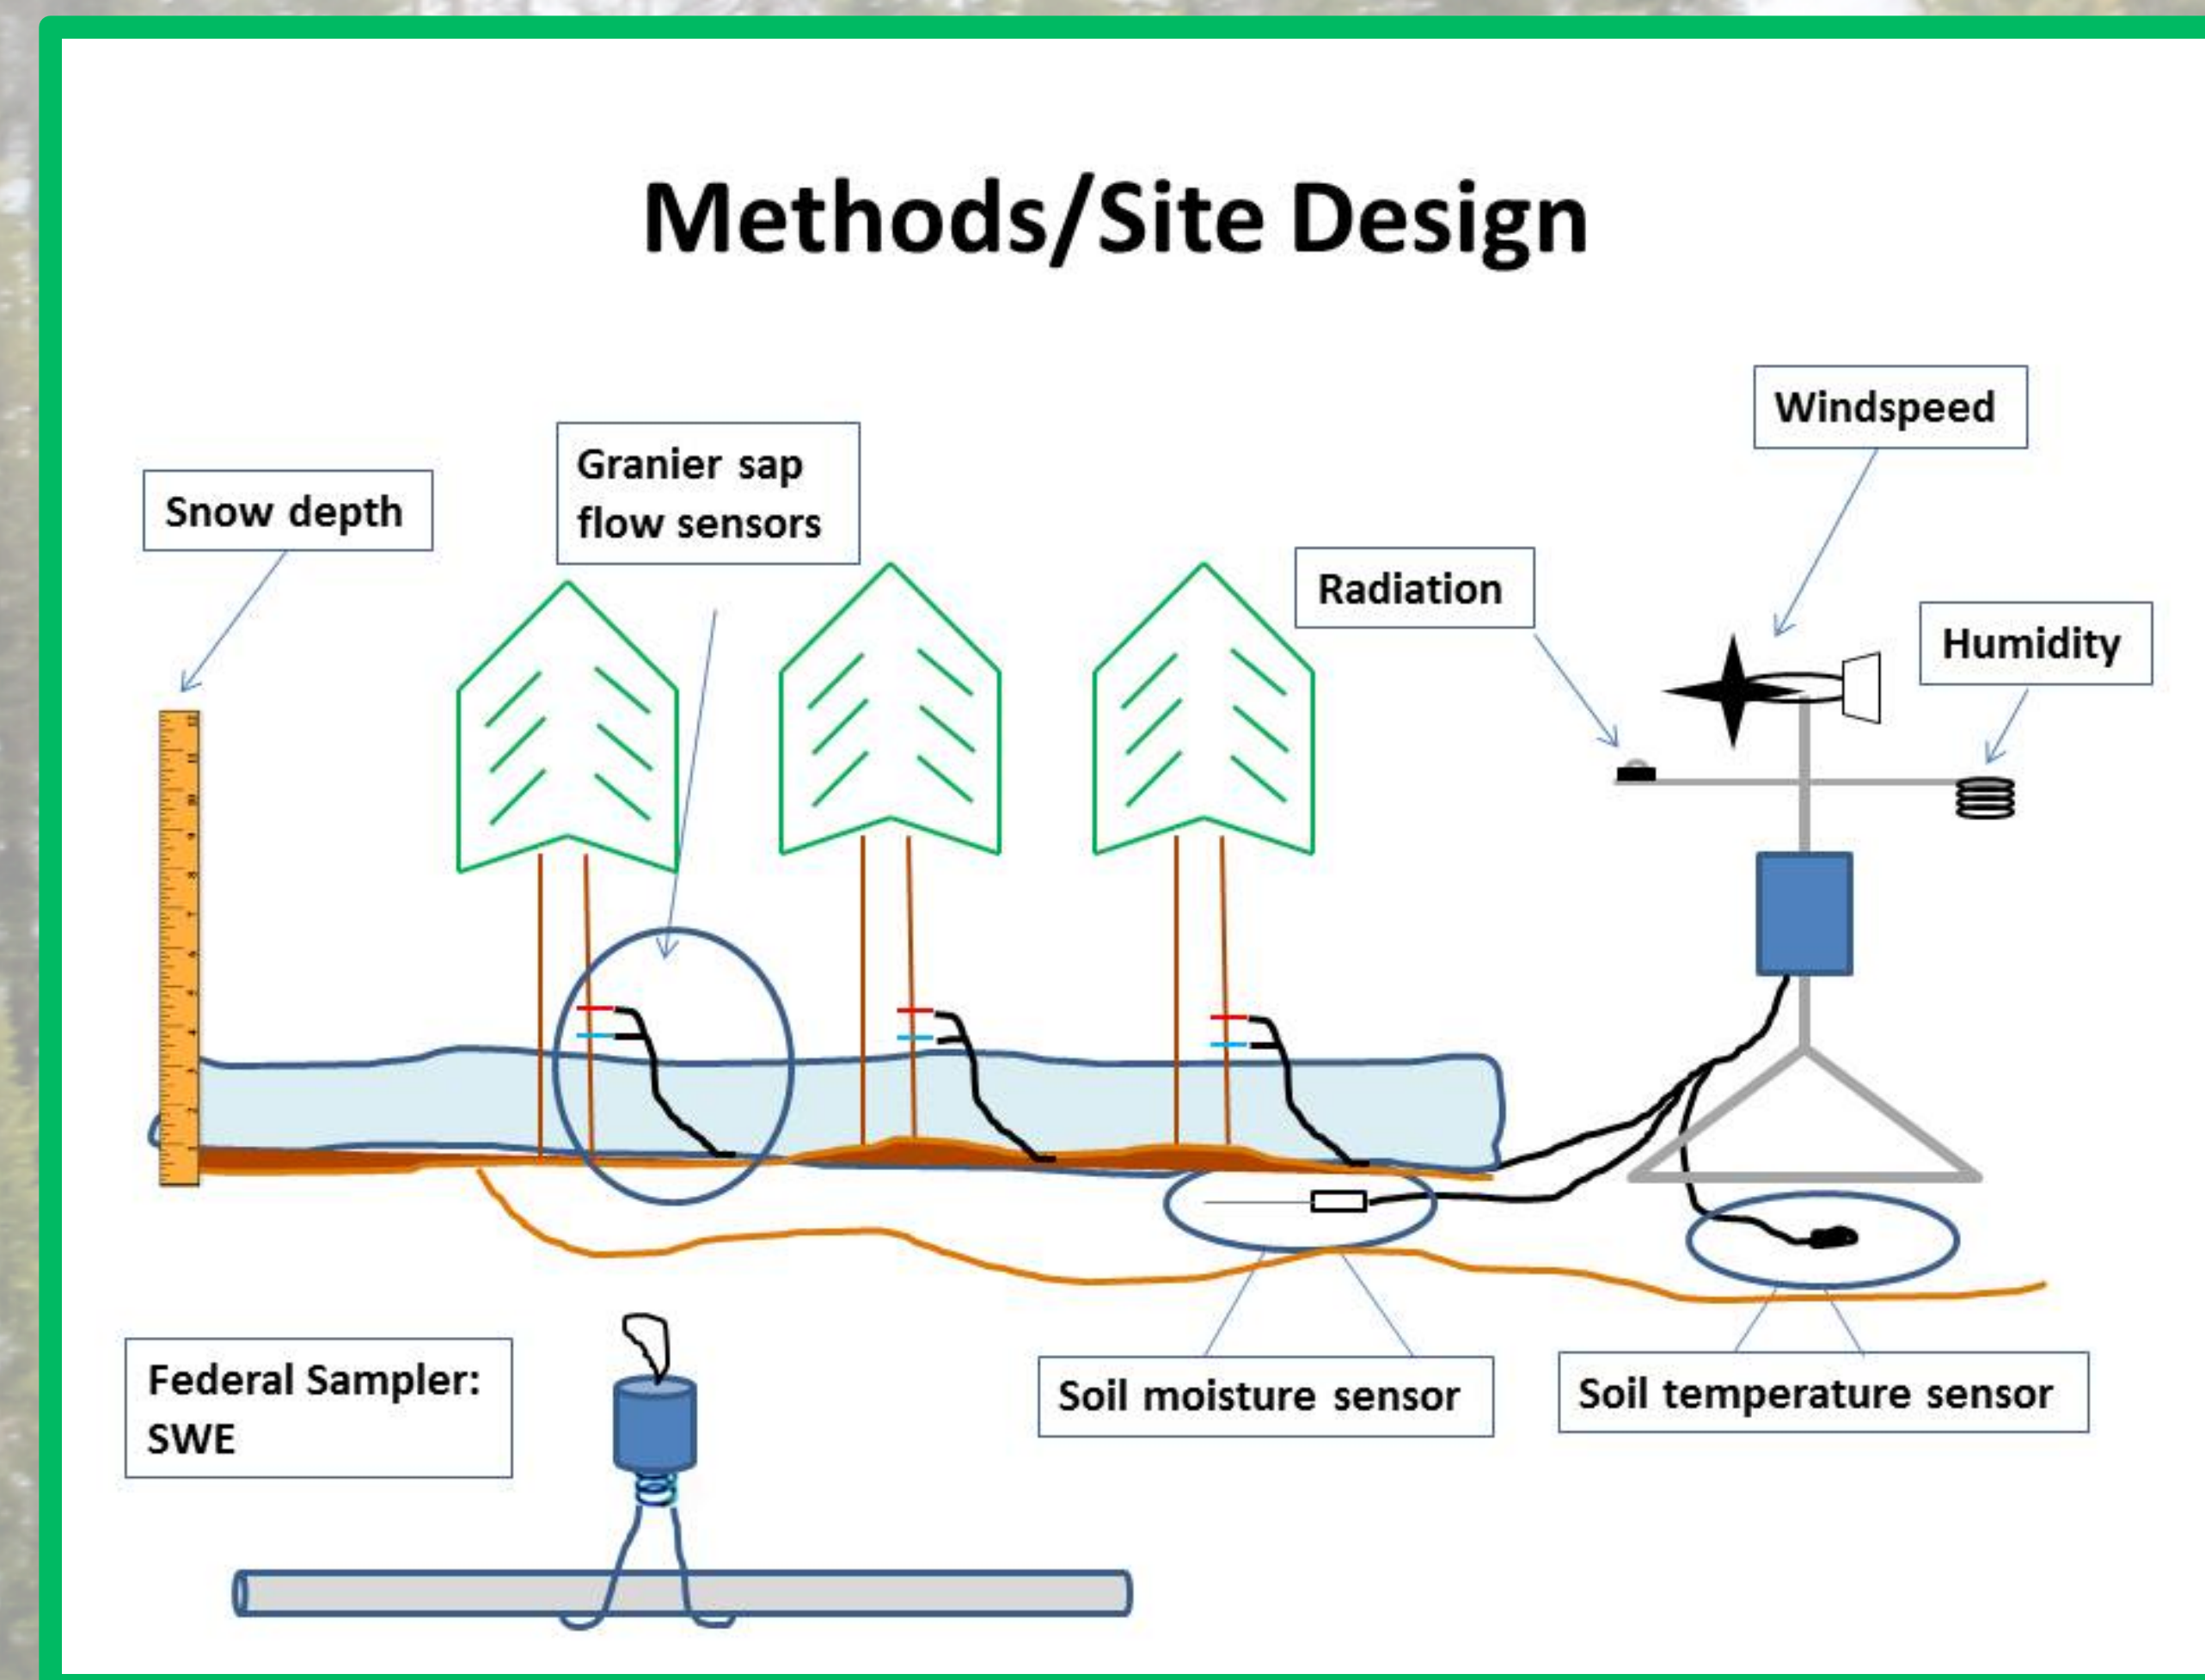 Methods/Site Design
Windspeed
Granier sap
flow sensors
Snow depth
Radiation
Humidity
Federal Sampler:
SWE
Soil moisture sensor
Soil temperature sensor